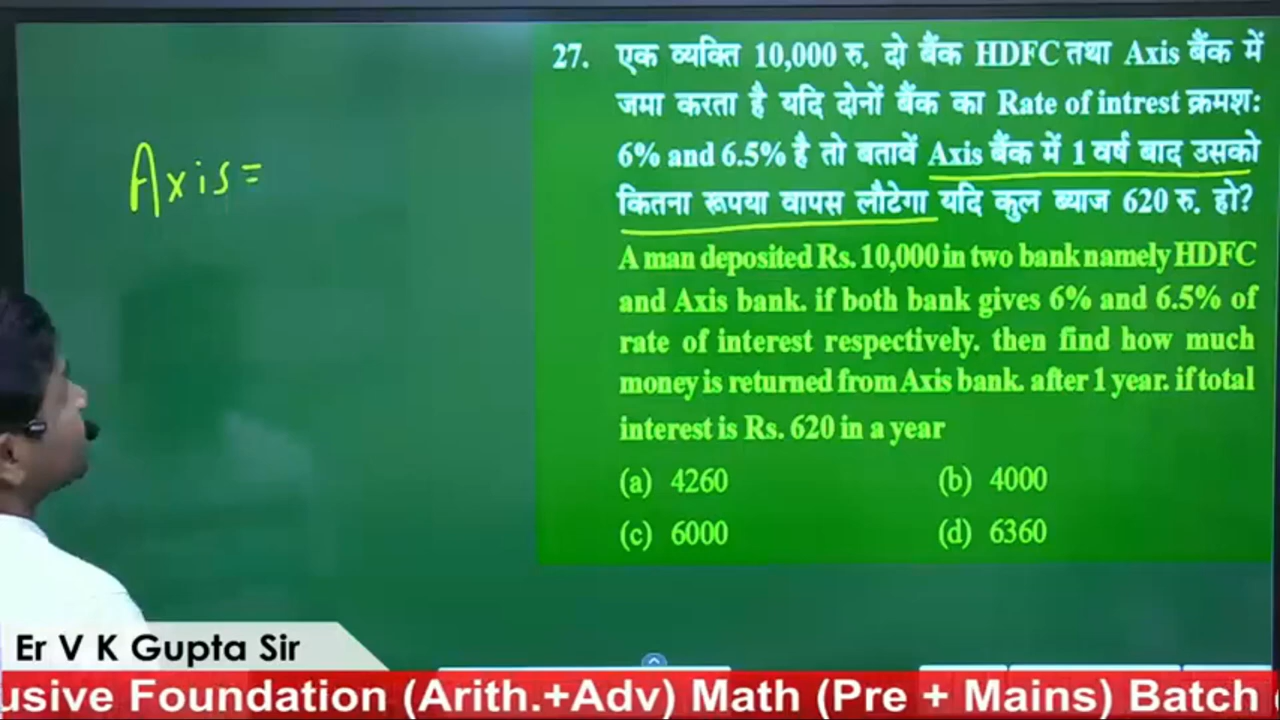 Axis=
27. एक व्यक्ति 10,000 रु. दो बैंक HDFC तथा Axis बैंक में
जमा करता है यदि दोनों बैंक का Rate of intrest क्रमश:
6% and 6.5% है तो बतावें Axis बैंक में 1 वर्ष बाद उसको
कितना रूपया वापस लौटेगा यदि कुल ब्याज 620 रु. हो?
A man deposited Rs. 10,000 in two bank namely HDFC
and Axis bank. if both bank gives 6% and 6.5% of
rate of interest respectively. then find how much
money is returned from Axis bank. after 1 year. if total
interest is Rs. 620 in a year
(a) 4260 (b) 4000
(c) 6000 (d) 6360
Er V K Gupta Sir
usive Foundation (Arith.+Adv) Math (Pre + Mains) Batch (